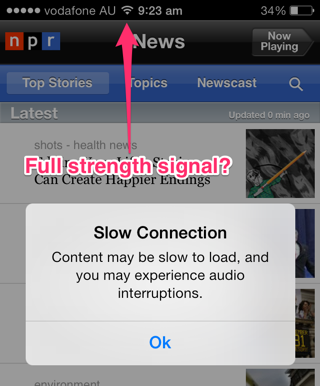 vodafone AU 9:23 am 34%
npr News Now Playing
Top Stories Topics Newscast
Latest Updated 0 min ago
shots - health news
Full strength signal?
Can Create Happier Endings
Slow Connection
Content may be slow to load, and
you may experience audio
interruptions.
Ok
environment